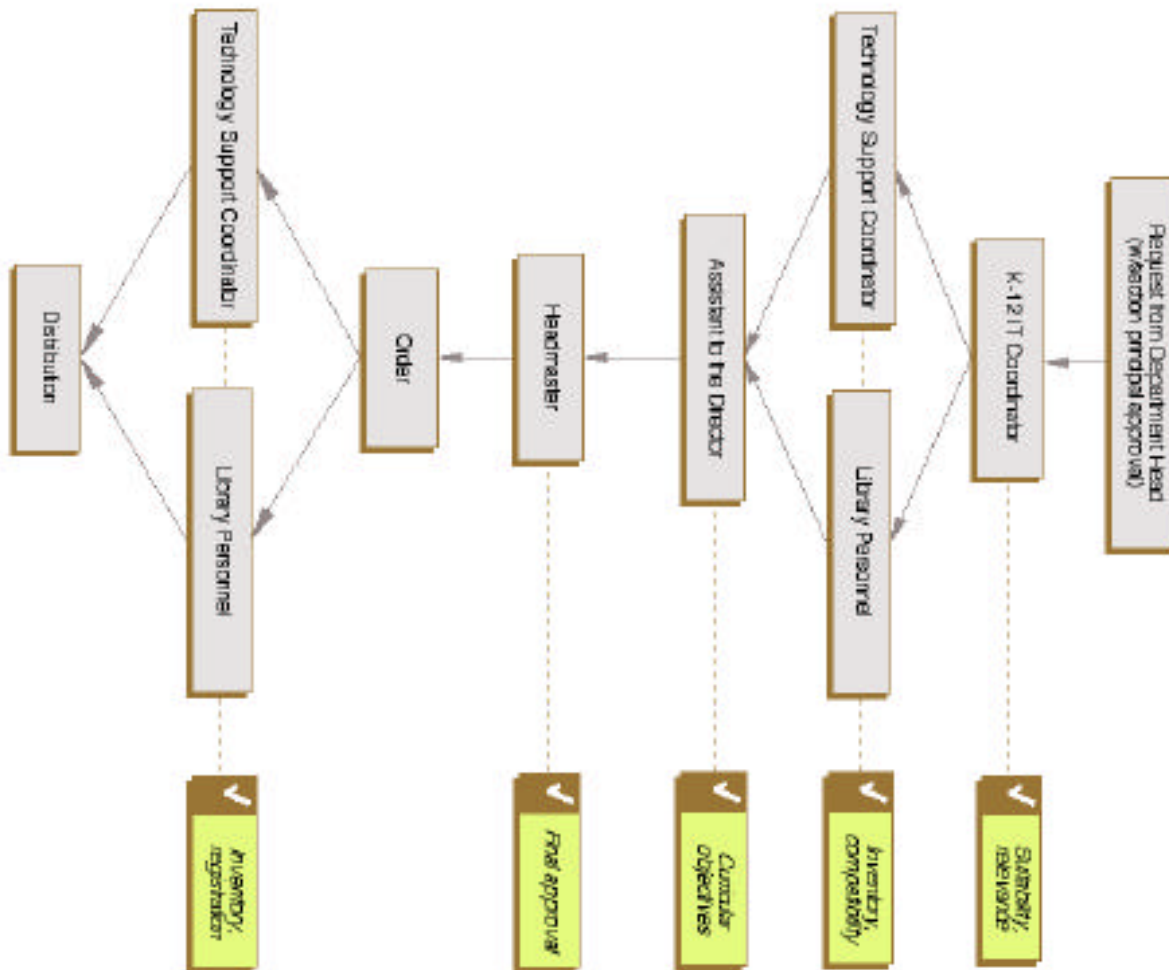 Request from Department Head
(w/section principal approval)
K-12 IT Coordinator
Suitability,
relevance
Technology Support Coordinator
Library Personnel
Inventory,
compatibility
Assistant to the Director
Curricular
objectives
Headmaster
Final approval
Order
Technology Support Coordinator
Library Personnel
Inventory,
registration
Distribution